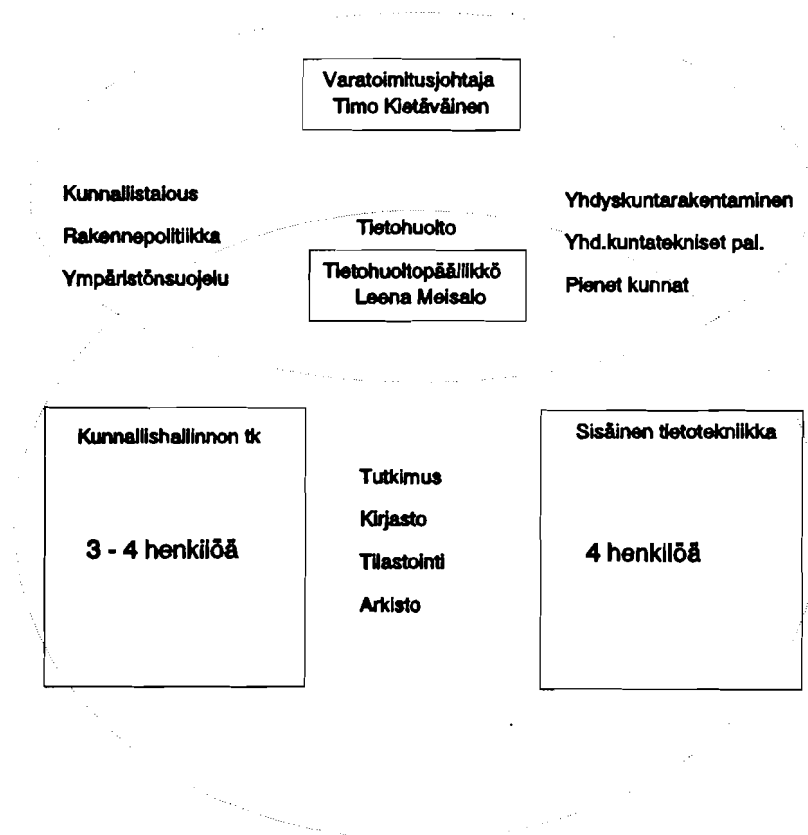 Varatoimitusjohtaja
Timo Kietäväinen
Kunnallistalous
Rakennepolitiikka
Ympäristönsuojelu
Tietohuolto
Tietohuoltopäällikkö
Leena Meisalo
Yhdyskuntarakentaminen
Yhd.kuntatekniset pal.
Pienet kunnat
Kunnallishallinnon tk
3 - 4 henkilöä
Tutkimus
Kirjasto
Tilastointi
Arkisto
Sisäinen tietotekniikka
4 henkilöä